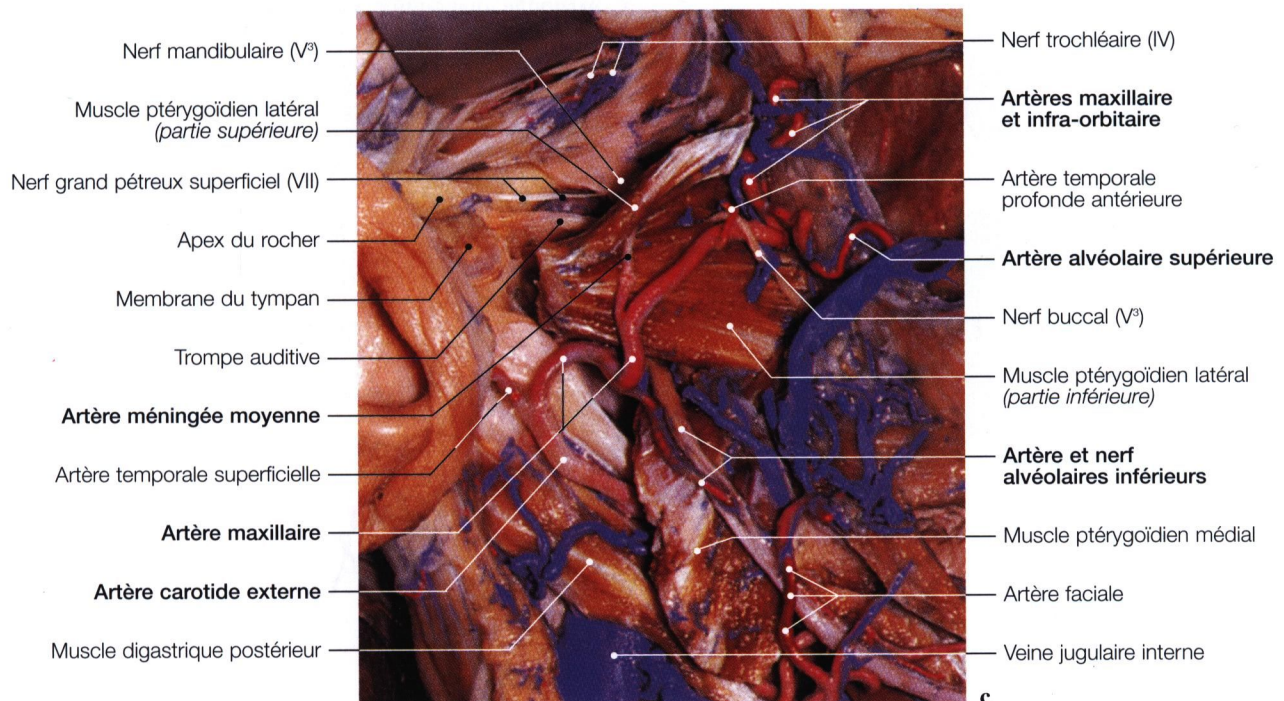 Nerf mandibulaire (V³)
Muscle ptérygoïdien latéral
(partie supérieure)
Nerf grand pétreux superficiel (VII)
Apex du rocher
Membrane du tympan
Trompe auditive
Artère méningée moyenne
Artère temporale superficielle
Artère maxillaire
Artère carotide externe
Muscle digastrique postérieur
Nerf trochléaire (IV)
Artères maxillaire
et infra-orbitaire
Artère temporale
profonde antérieure
Artère alvéolaire supérieure
Nerf buccal (V³)
Muscle ptérygoïdien latéral
(partie inférieure)
Artère et nerf
alvéolaires inférieurs
Muscle ptérygoïdien médial
Artère faciale
Veine jugulaire interne